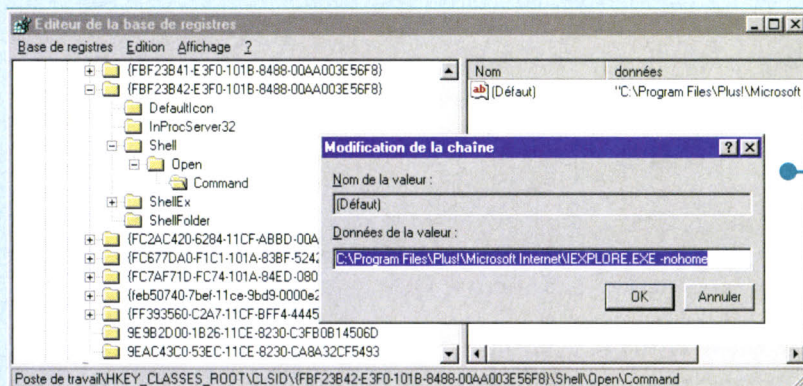 Editeur de la base de registres
Base de registres Edition Affichage ?
{FBF23B41-E3F0-101B-8488-00AA003E56F8}
{FBF23B42-E3F0-101B-8488-00AA003E56F8}
DefaultIcon
InProcServer32
Shell
Open
Command
ShellEx
ShellFolder
{FC2AC420-6284-11CF-ABBD-00A
{FC677DA0-F1C1-101A-83BF-5242
{FC7AF71D-FC74-101A-84ED-080
{feb50740-7bef-11ce-9bd9-0000e2
{FF393560-C2A7-11CF-BFF4-4445
9E9B2D00-1B26-11CE-8230-C3FB0B14506D
9EAC43C0-53EC-11CE-8230-CA8A32CF5493
Nom données
ab (Défaut) "C:\Program Files\Plus!\Microsoft
Modification de la chaîne
Nom de la valeur :
(Défaut)
Données de la valeur :
C:\Program Files\Plus!\Microsoft Internet\IEXPLORE.EXE -nohome
OK Annuler
Poste de travail\HKEY_CLASSES_ROOT\CLSID\{FBF23B42-E3F0-101B-8488-00AA003E56F8}\Shell\Open\Command